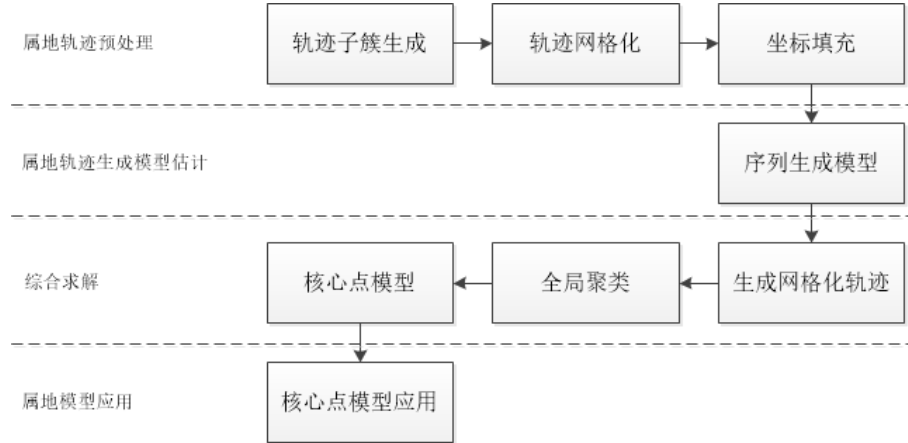 属地轨迹预处理
轨迹子簇生成
轨迹网格化
坐标填充
属地轨迹生成模型估计
序列生成模型
综合求解
核心点模型
全局聚类
生成网格化轨迹
属地模型应用
核心点模型应用